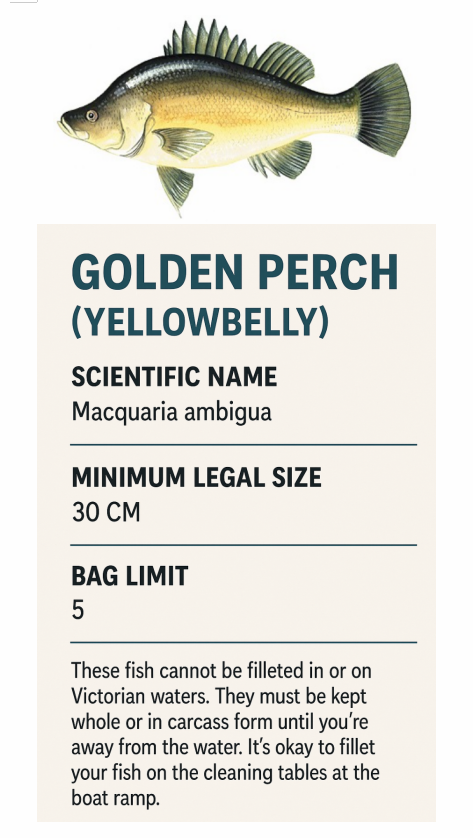 GOLDEN PERCH
(YELLOWBELLY)
SCIENTIFIC NAME
Macquaria ambigua
MINIMUM LEGAL SIZE
30 CM
BAG LIMIT
5
These fish cannot be filleted in or on
Victorian waters. They must be kept
whole or in carcass form until you’re
away from the water. It’s okay to fillet
your fish on the cleaning tables at the
boat ramp.